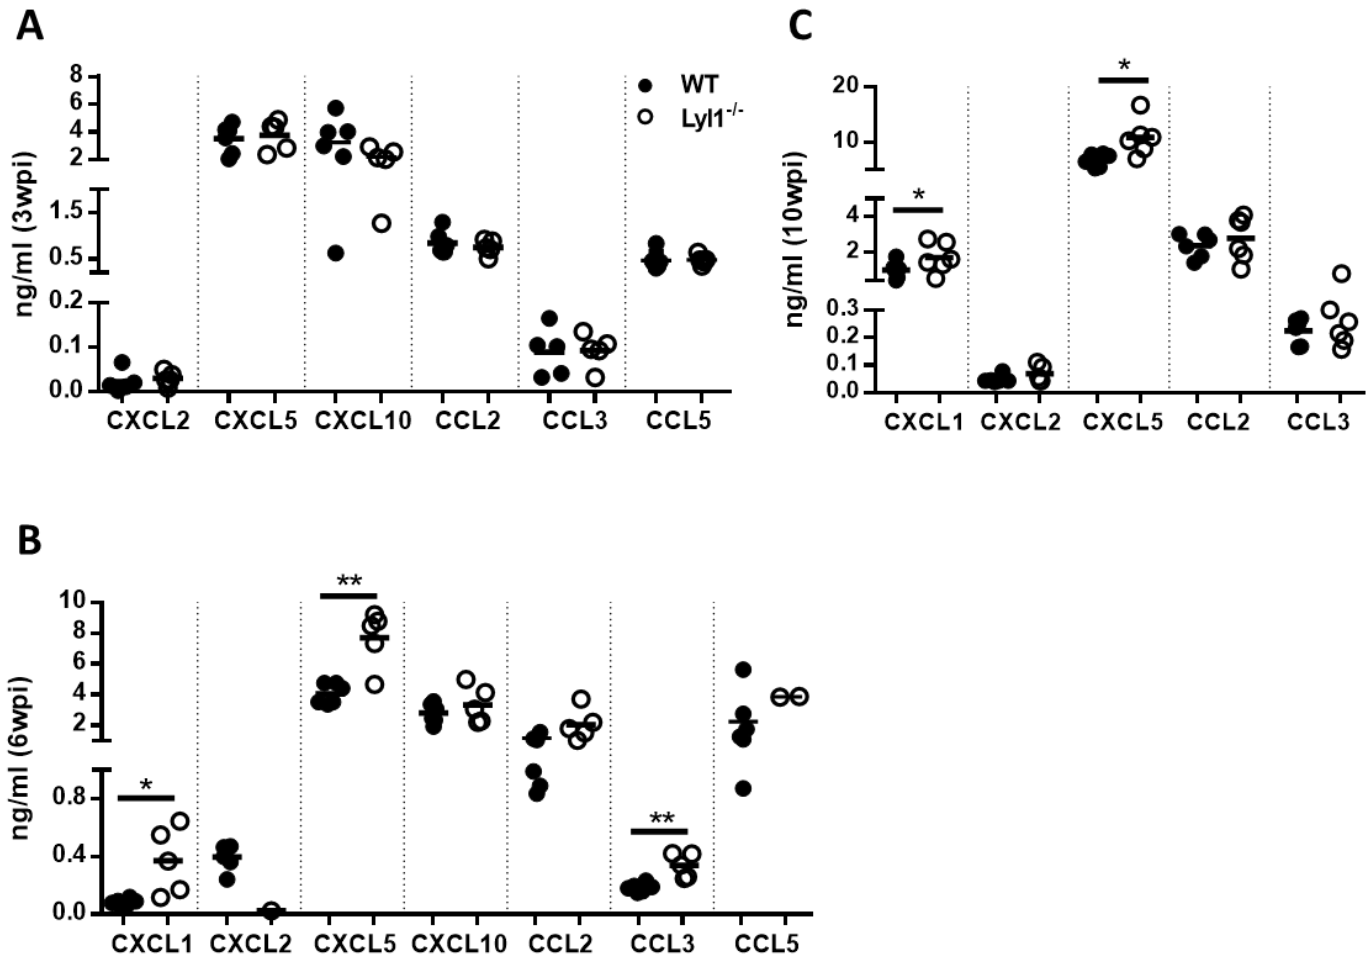 A
ng/ml (3wpi)
8
6
4
2
1.5
0.5
0.2
0.1
0.0
WT
Lyl1-/-
CXCL2 CXCL5 CXCL10 CCL2 CCL3 CCL5
C
ng/ml (10wpi)
20
10
4
2
0.3
0.2
0.1
0.0
*
*
CXCL1 CXCL2 CXCL5 CCL2 CCL3
B
ng/ml (6wpi)
10
8
6
4
2
0.8
0.4
0.0
*
**
**
CXCL1 CXCL2 CXCL5 CXCL10 CCL2 CCL3 CCL5